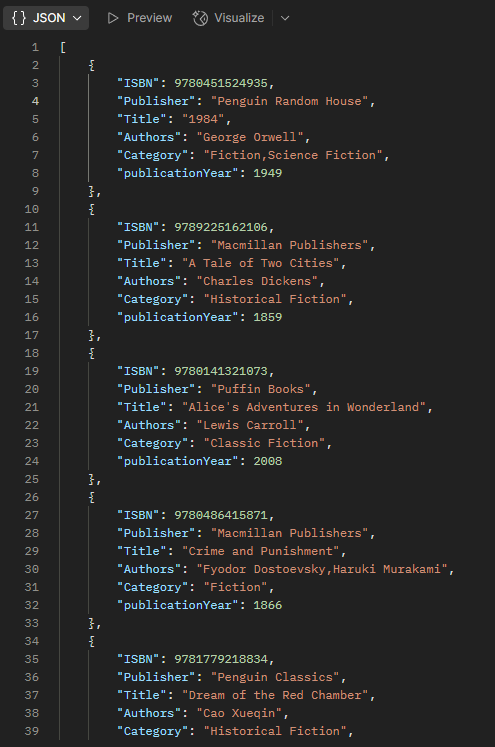 {} JSON Preview Visualize
1 [
2 {
3 "ISBN": 9780451524935,
4 "Publisher": "Penguin Random House",
5 "Title": "1984",
6 "Authors": "George Orwell",
7 "Category": "Fiction,Science Fiction",
8 "publicationYear": 1949
9 },
10 {
11 "ISBN": 9789225162106,
12 "Publisher": "Macmillan Publishers",
13 "Title": "A Tale of Two Cities",
14 "Authors": "Charles Dickens",
15 "Category": "Historical Fiction",
16 "publicationYear": 1859
17 },
18 {
19 "ISBN": 9780141321073,
20 "Publisher": "Puffin Books",
21 "Title": "Alice's Adventures in Wonderland",
22 "Authors": "Lewis Carroll",
23 "Category": "Classic Fiction",
24 "publicationYear": 2008
25 },
26 {
27 "ISBN": 9780486415871,
28 "Publisher": "Macmillan Publishers",
29 "Title": "Crime and Punishment",
30 "Authors": "Fyodor Dostoevsky,Haruki Murakami",
31 "Category": "Fiction",
32 "publicationYear": 1866
33 },
34 {
35 "ISBN": 9781779218834,
36 "Publisher": "Penguin Classics",
37 "Title": "Dream of the Red Chamber",
38 "Authors": "Cao Xueqin",
39 "Category": "Historical Fiction",